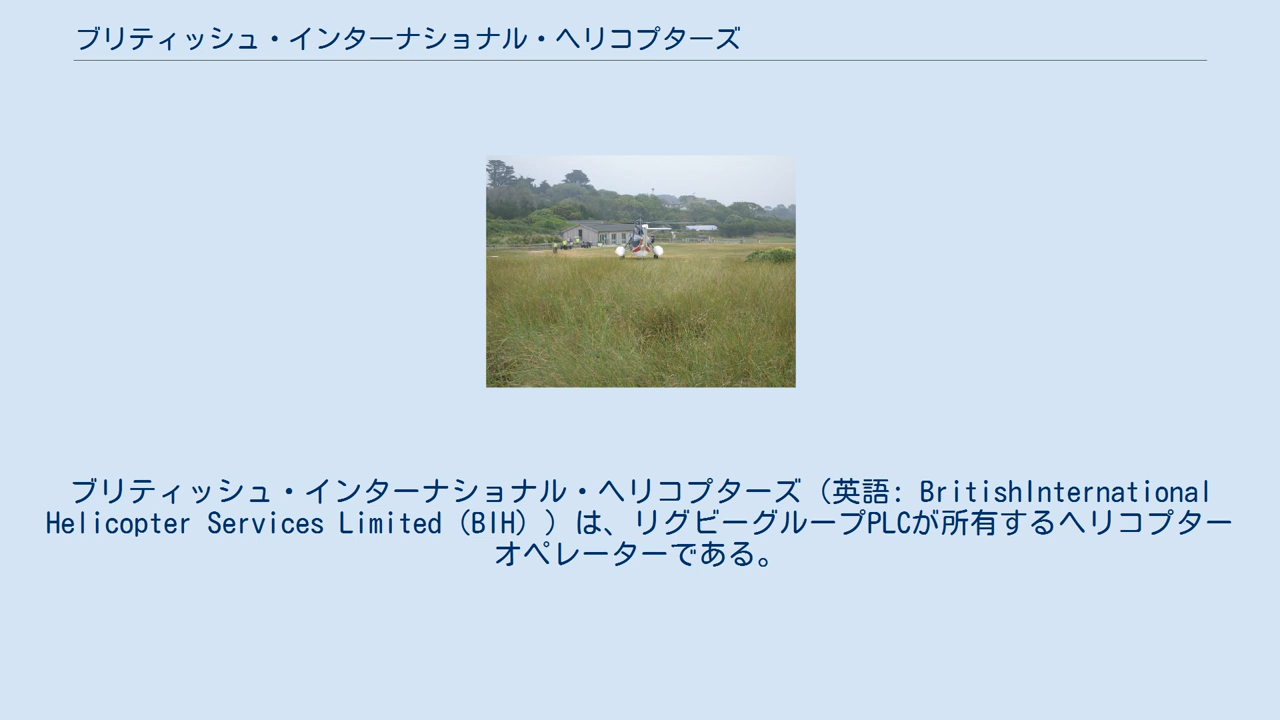 ブリティッシュ・インターナショナル・ヘリコプターズ
ブリティッシュ・インターナショナル・ヘリコプターズ（英語: BritishInternational
Helicopter Services Limited（BIH））は、リグビーグループPLCが所有するヘリコプター
オペレーターである。